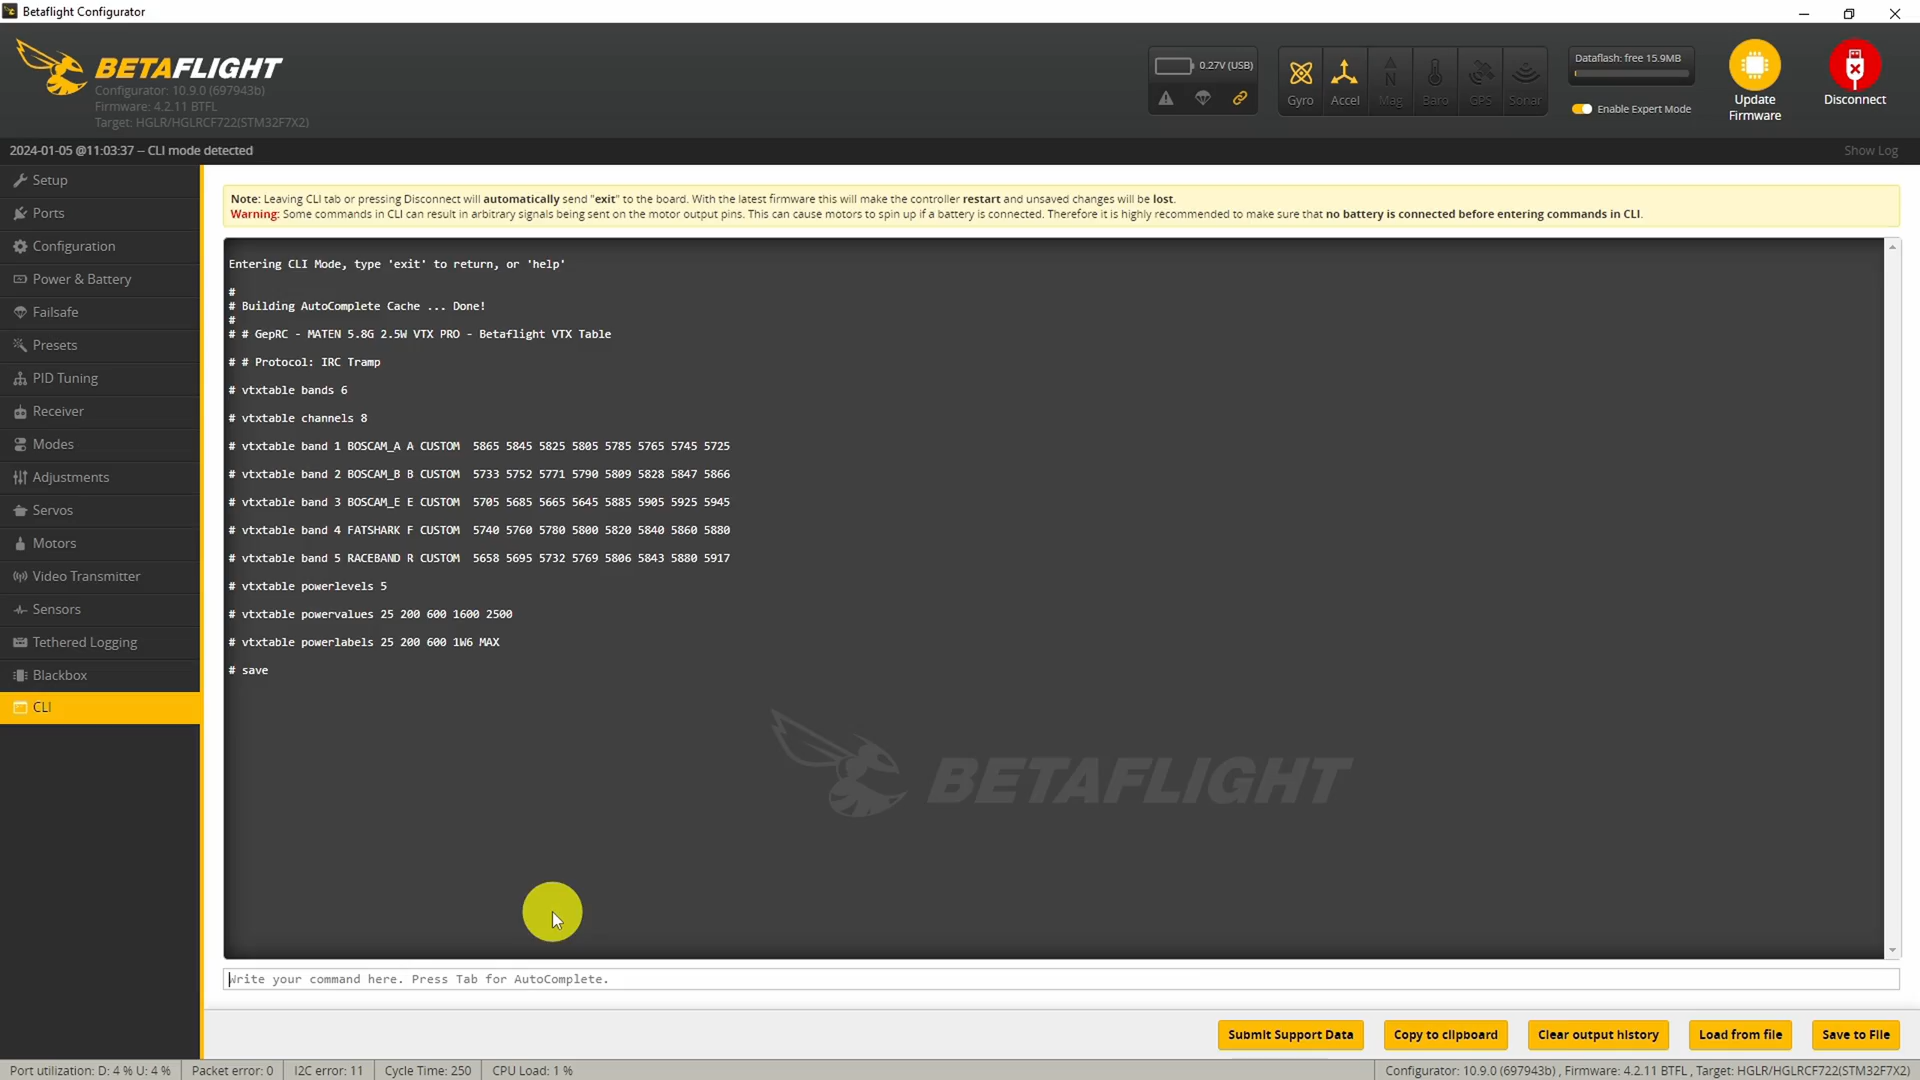 Betaflight Configurator
BETAFLIGHT
Configurator: 10.9.0 (697943b)
Firmware: 4.2.11 BTFL
Target: HGLR/HGLRCF722(STM32F7X2)
0.27V (USB)
Gyro
Accel
Mag
Baro
GPS
Sonar
Dataflash: free 15.9MB
Enable Expert Mode
Update
Firmware
Disconnect
2024-01-05 @11:03:37 -- CLI mode detected
Show Log
Setup
Ports
Configuration
Power & Battery
Failsafe
Presets
PID Tuning
Receiver
Modes
Adjustments
Servos
Motors
Video Transmitter
Sensors
Tethered Logging
Blackbox
CLI
Note: Leaving CLI tab or pressing Disconnect will automatically send "exit" to the board. With the latest firmware this will make the controller restart and unsaved changes will be lost.
Warning: Some commands in CLI can result in arbitrary signals being sent on the motor output pins. This can cause motors to spin up if a battery is connected. Therefore it is highly recommended to make sure that no battery is connected before entering commands in CLI.
Entering CLI Mode, type 'exit' to return, or 'help'
#
# Building AutoComplete Cache ... Done!
#
# # GepRC - MATEN 5.8G 2.5W VTX PRO - Betaflight VTX Table
# # Protocol: IRC Tramp
# vtxtable bands 6
# vtxtable channels 8
# vtxtable band 1 BOSCAM_A A CUSTOM  5865 5845 5825 5805 5785 5765 5745 5725
# vtxtable band 2 BOSCAM_B B CUSTOM  5733 5752 5771 5790 5809 5828 5847 5866
# vtxtable band 3 BOSCAM_E E CUSTOM  5705 5685 5665 5645 5885 5905 5925 5945
# vtxtable band 4 FATSHARK F CUSTOM  5740 5760 5780 5800 5820 5840 5860 5880
# vtxtable band 5 RACEBAND R CUSTOM  5658 5695 5732 5769 5806 5843 5880 5917
# vtxtable powerlevels 5
# vtxtable powervalues 25 200 600 1600 2500
# vtxtable powerlabels 25 200 600 1W6 MAX
# save
BETAFLIGHT
Write your command here. Press Tab for AutoComplete.
Submit Support Data
Copy to clipboard
Clear output history
Load from file
Save to File
Port utilization: D: 4 % U: 4 %
Packet error: 0
I2C error: 11
Cycle Time: 250
CPU Load: 1 %
Configurator: 10.9.0 (697943b) , Firmware: 4.2.11 BTFL , Target: HGLR/HGLRCF722(STM32F7X2)